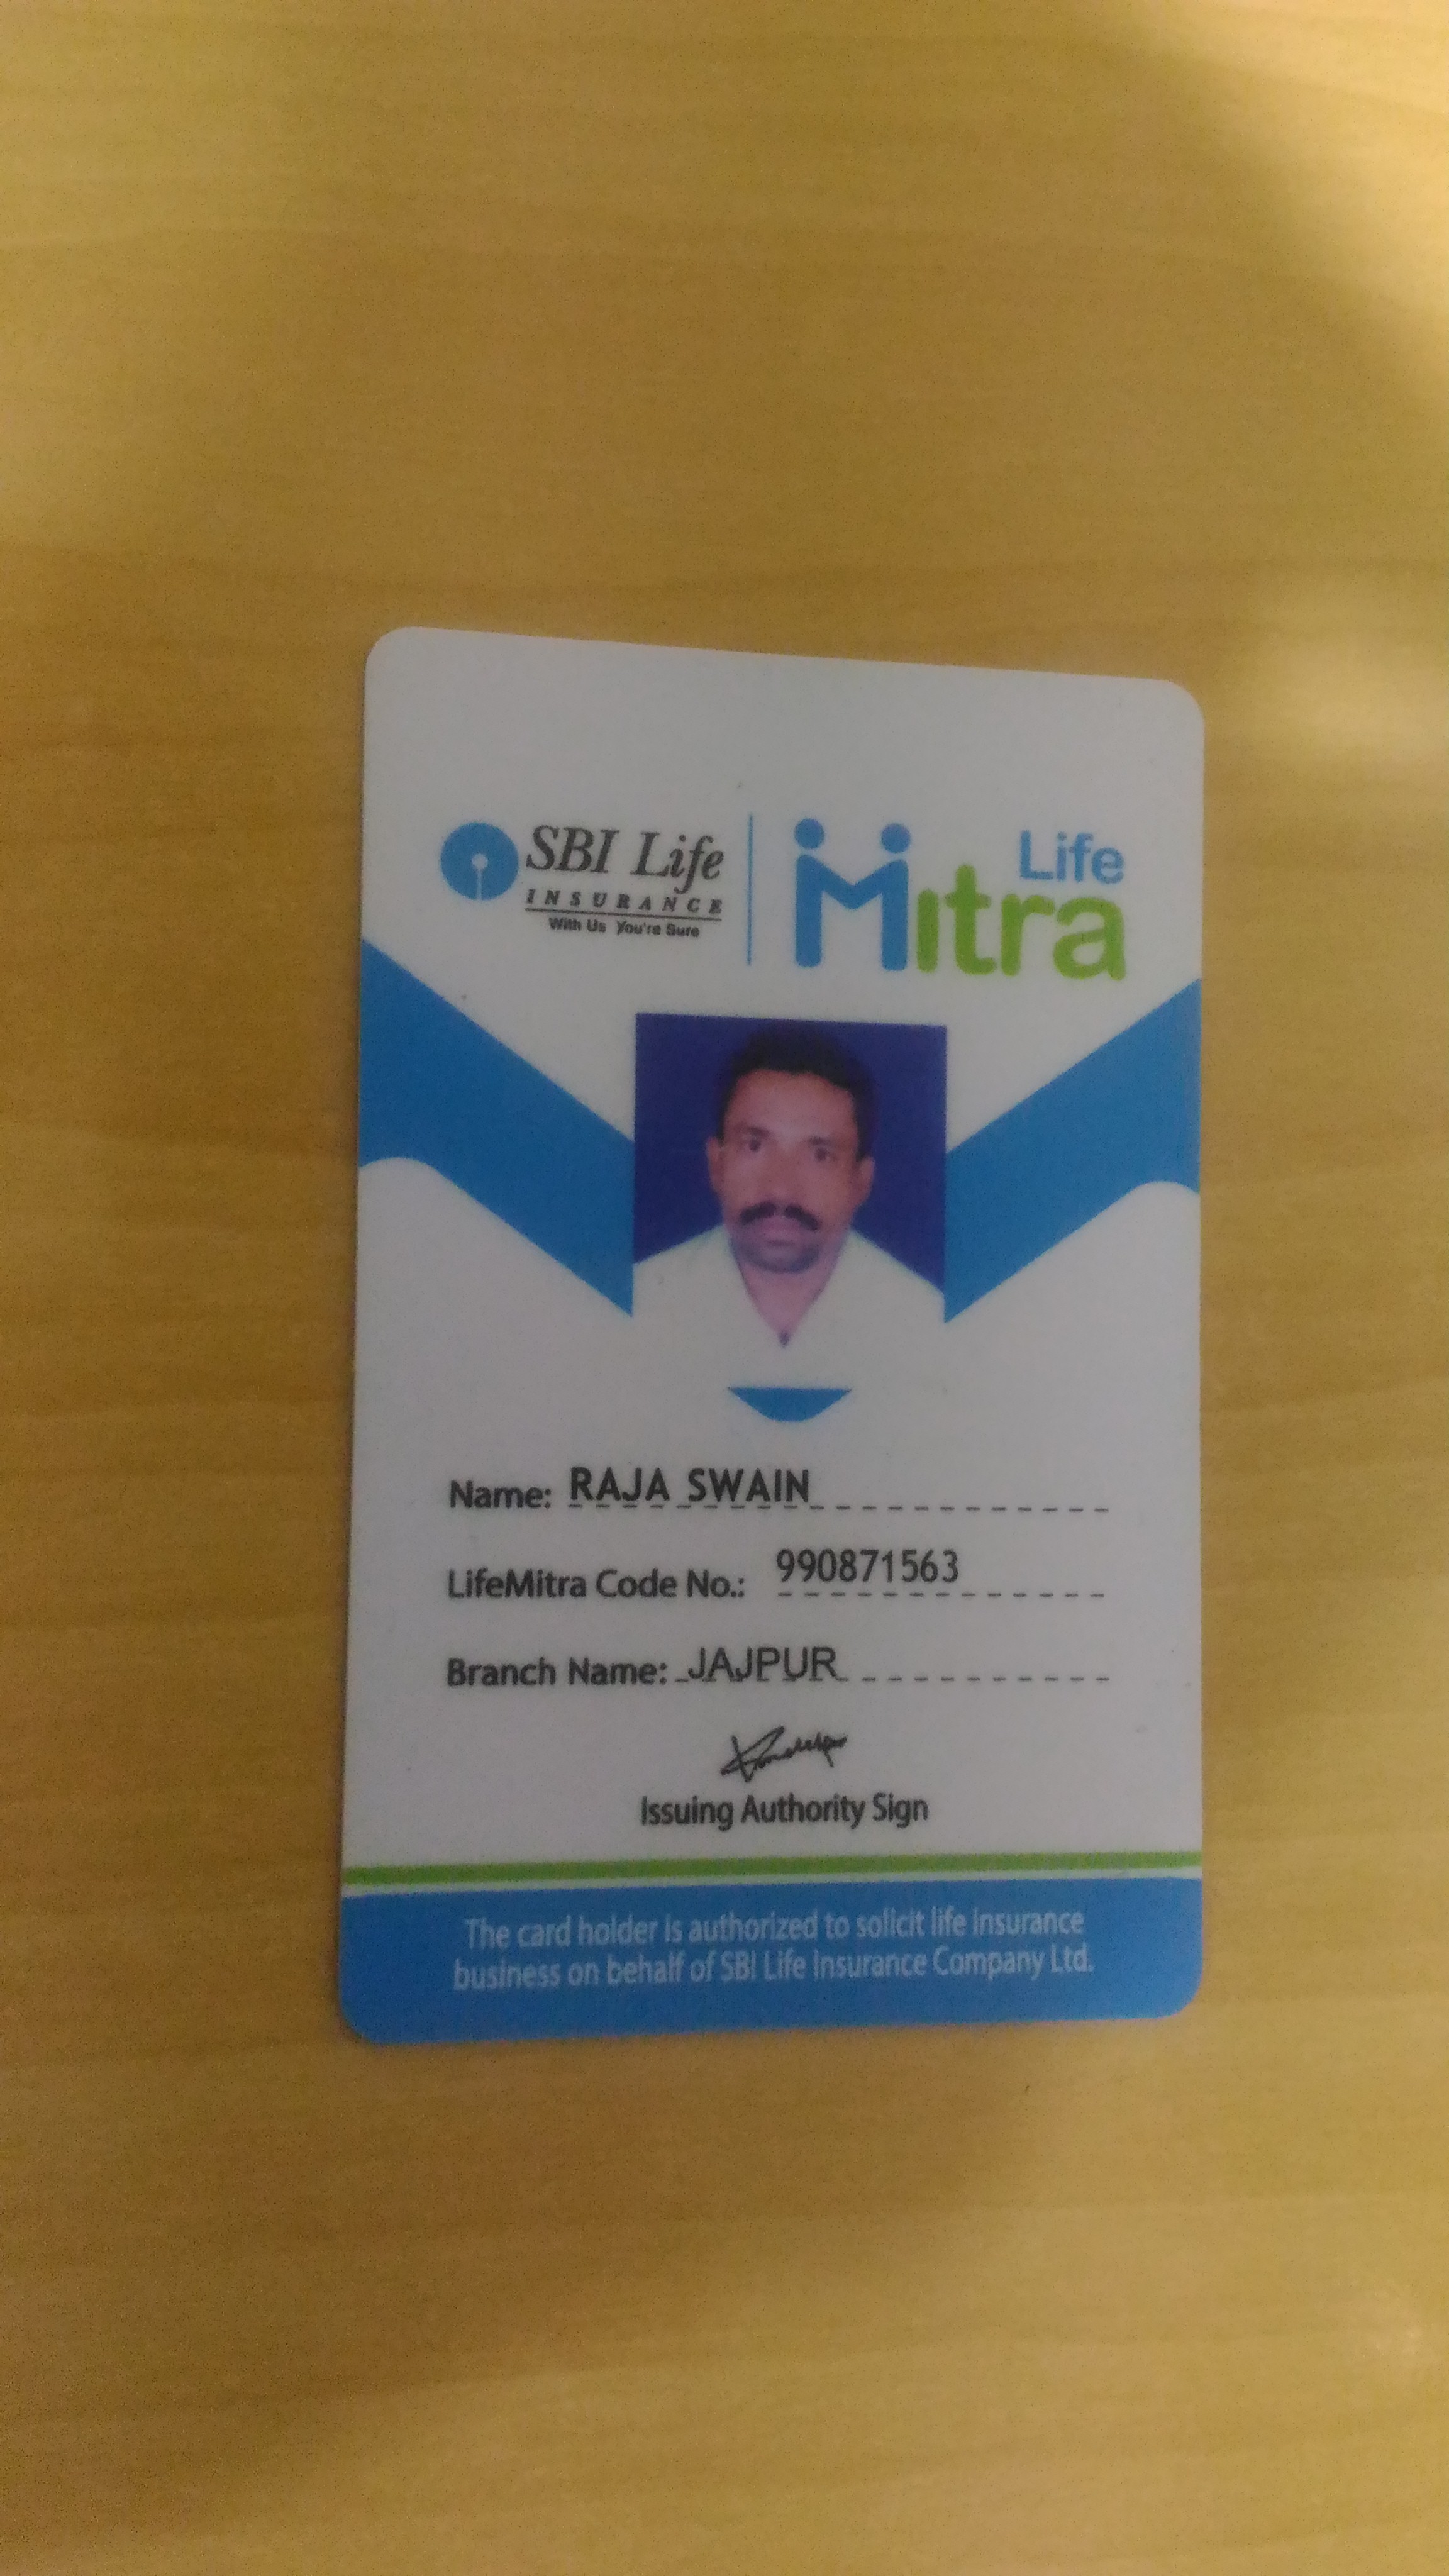 SBI Life
INSURANCE
With Us You're Sure
Life
Mitra
Name: RAJA SWAIN
LifeMitra Code No.: 990871563
Branch Name: JAJPUR
Issuing Authority Sign
The card holder is authorized to solicit life insurance
business on behalf of SBI Life Insurance Company Ltd.